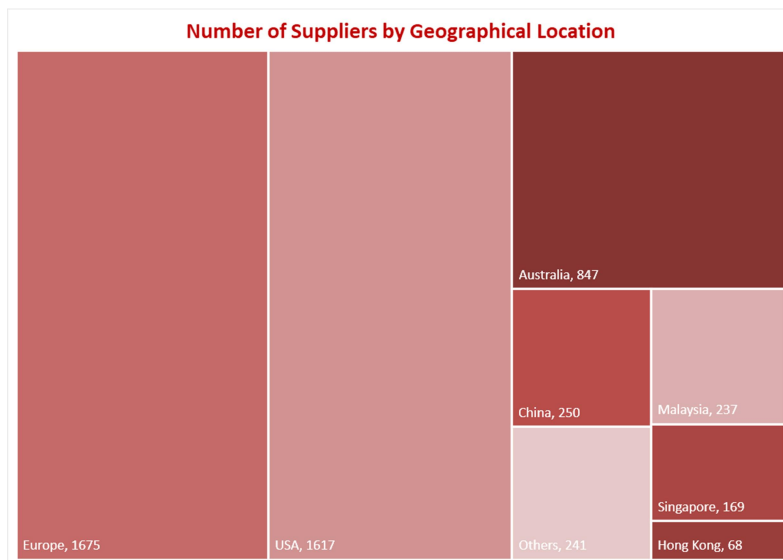 Number of Suppliers by Geographical Location
Europe, 1675
USA, 1617
Australia, 847
China, 250
Malaysia, 237
Others, 241
Singapore, 169
Hong Kong, 68